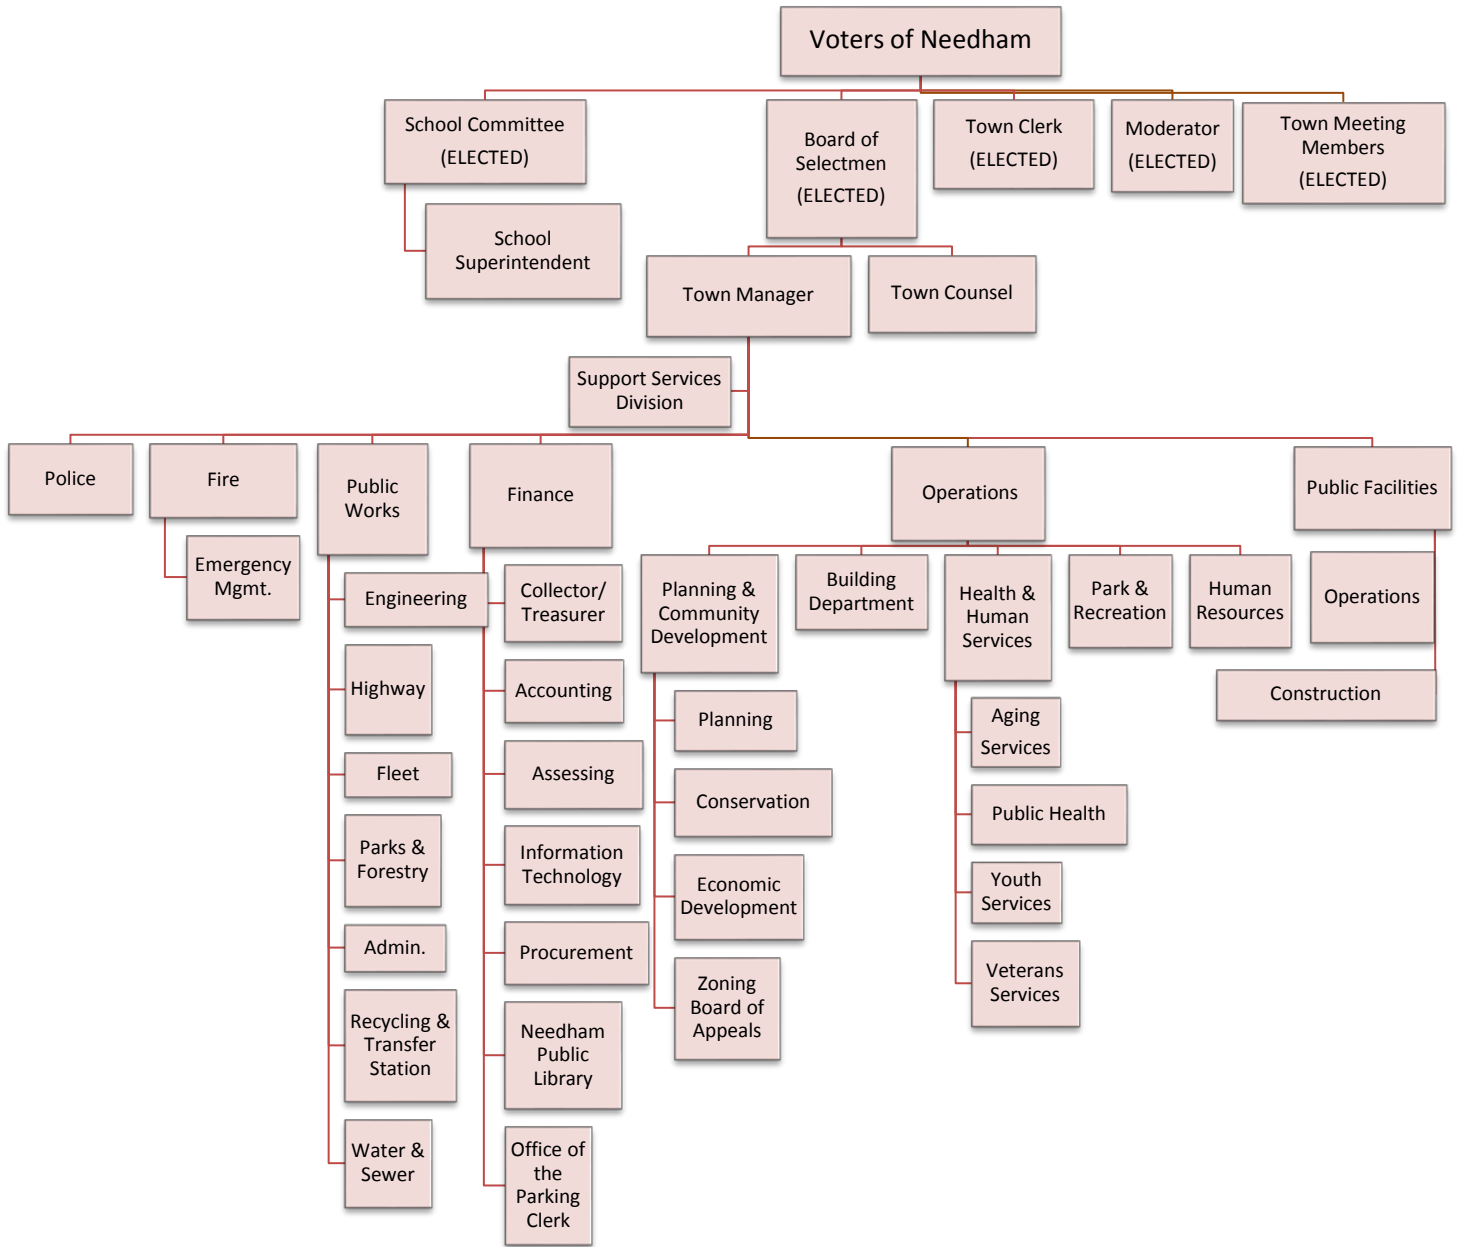 Voters of Needham
School Committee
(ELECTED)
Board of
Selectmen
(ELECTED)
Town Clerk
(ELECTED)
Moderator
(ELECTED)
Town Meeting
Members
(ELECTED)
School
Superintendent
Town Manager
Town Counsel
Support Services
Division
Police
Fire
Public
Works
Finance
Operations
Public Facilities
Emergency
Mgmt.
Engineering
Highway
Fleet
Parks &
Forestry
Admin.
Recycling &
Transfer
Station
Water &
Sewer
Collector/
Treasurer
Accounting
Assessing
Information
Technology
Procurement
Needham
Public
Library
Office of
the
Parking
Clerk
Planning &
Community
Development
Building
Department
Health &
Human
Services
Park &
Recreation
Human
Resources
Planning
Conservation
Economic
Development
Zoning
Board of
Appeals
Aging
Services
Public Health
Youth
Services
Veterans
Services
Operations
Construction